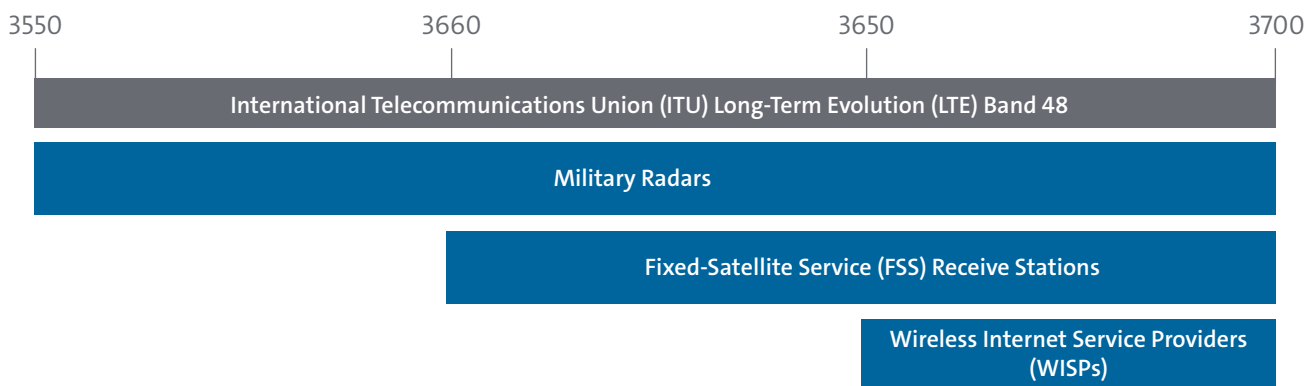 3550 3660 3650 3700
International Telecommunications Union (ITU) Long-Term Evolution (LTE) Band 48
Military Radars
Fixed-Satellite Service (FSS) Receive Stations
Wireless Internet Service Providers
(WISPs)